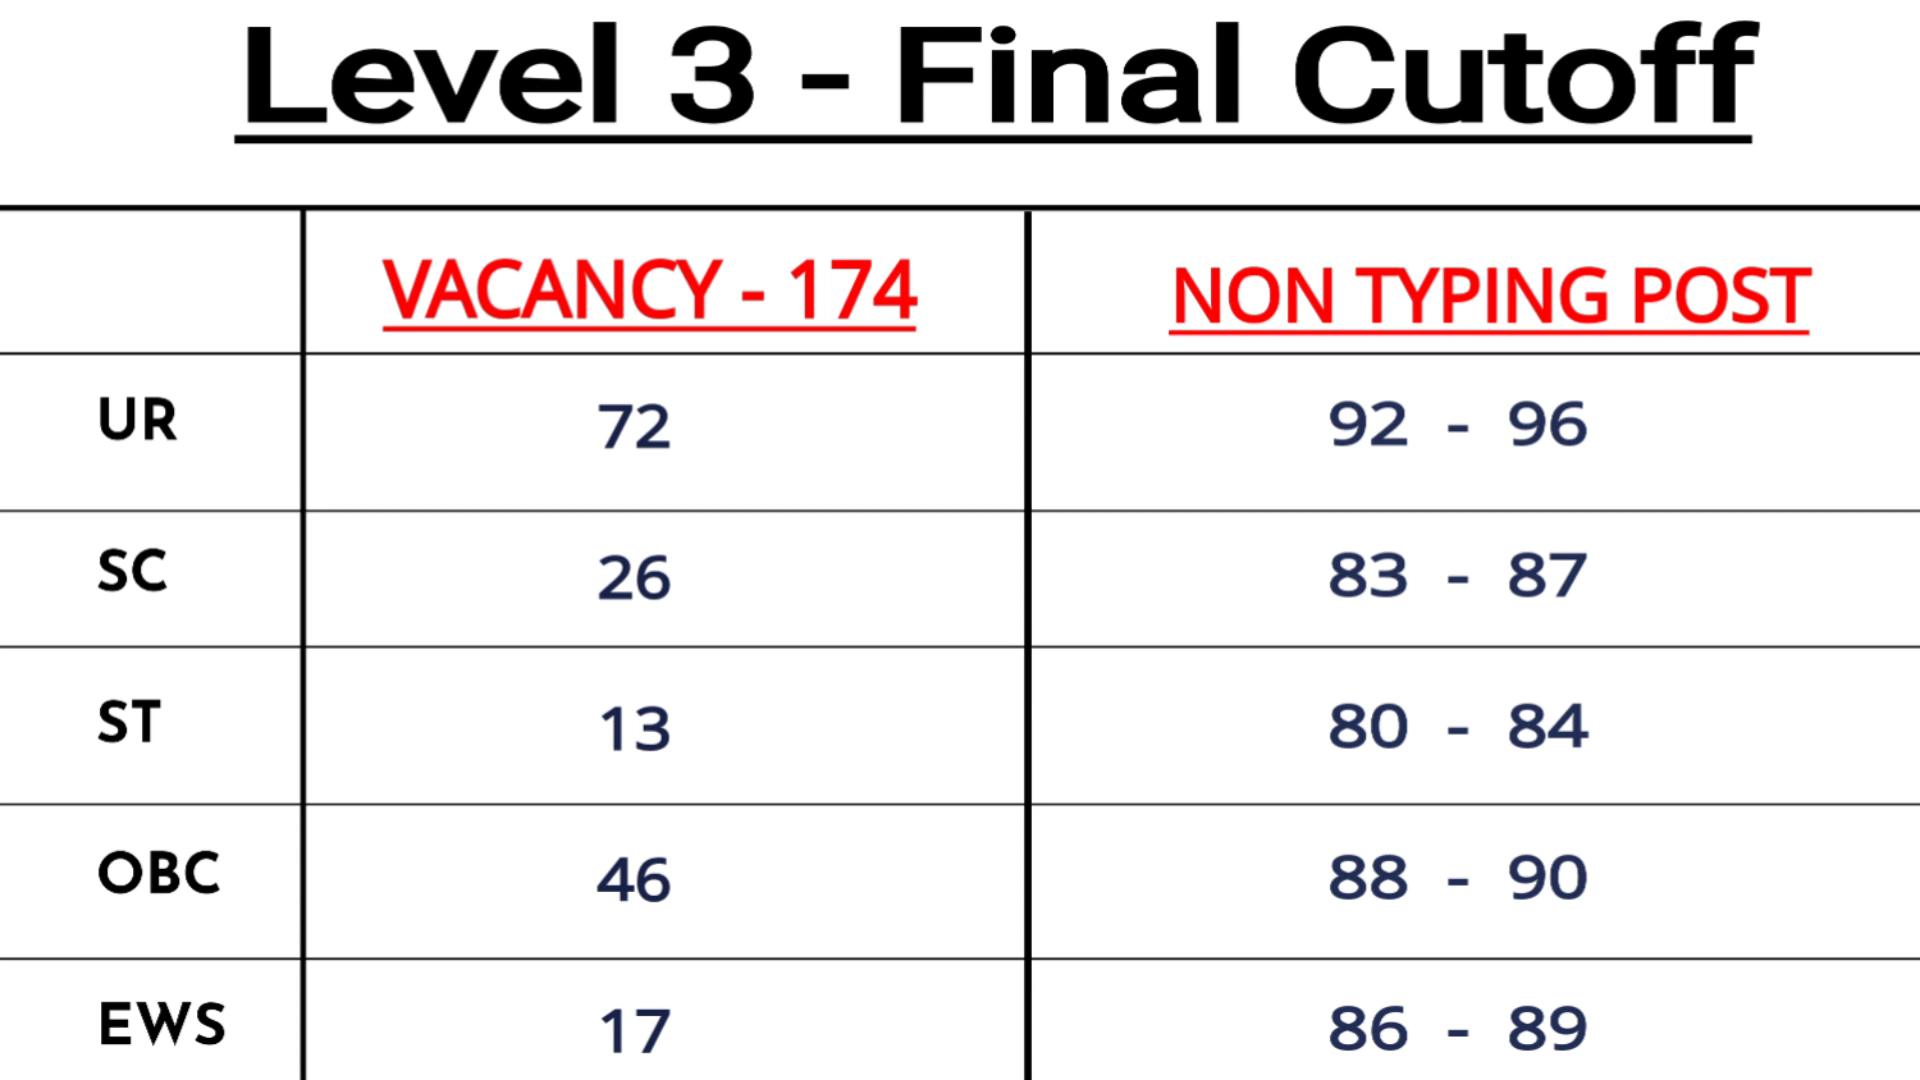 Level 3 - Final Cutoff
VACANCY - 174 NON TYPING POST
UR 72 92 - 96
SC 26 83 - 87
ST 13 80 - 84
OBC 46 88 - 90
EWS 17 86 - 89